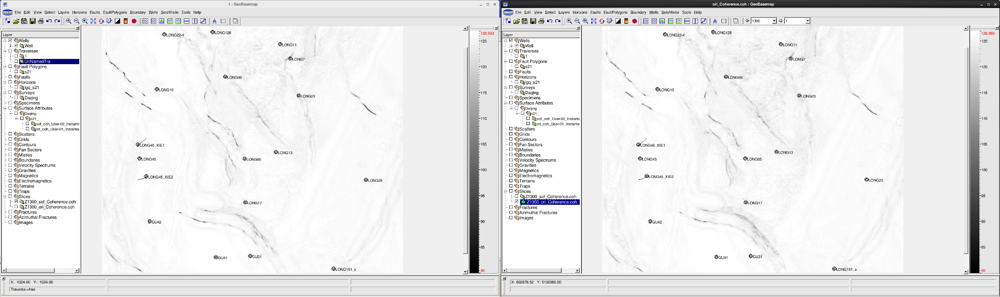 1 : GeoBasemap
File Edit View Select Layers Horizons Faults FaultPolygons Boundary Wells SeisMistie Tools Help
Layer
Wells
Well
Traverses
1
UnNamedTra
Fault Polygons
s21
Faults
Horizons
lgq_s21
Surveys
Daqing
Specimens
Surface Attributes
Daqing
s21_
sof_coh_User-02_Instanta
ori_coh_User-01_Instanta
Scatters
Grids
Contours
Fan Sectors
Misties
Boundaries
Velocity Spectrums
Gravities
Magnetics
Electromagnetics
Terrains
Traps
Slices
Z1300_sof_Coherence.coh
Z1300_ori_Coherence.coh
Fractures
Azimuthal Fractures
Images
LONG22-4
LONG128
LONG11
LONG7
LONG66
LONG10
LONG23
LONG45_XIE1
LONG13
LONG45
LONG65
LONG45_XIE2
LONG25
LONG17
GU42
GU41
GU31
LONG151_s
126.993
125
120
115
110
105
100
95
90
85
80
X: -1024.00 Y: -1024.00
Traverse->free
ori_Coherence.coh : GeoBasemap
File Edit View Select Layers Horizons Faults FaultPolygons Boundary Wells SeisMistie Tools Help
1300
1
Layer
Wells
Well
Traverses
1
Fault Polygons
s21
Faults
Horizons
lgq_s21
Surveys
Daqing
Specimens
Surface Attributes
Daqing
s21_
sof_coh_User-02_Instanta
ori_coh_User-01_Instanta
Scatters
Grids
Contours
Fan Sectors
Misties
Boundaries
Velocity Spectrums
Gravities
Magnetics
Electromagnetics
Terrains
Traps
Slices
Z1300_sof_Coherence.coh
Z1300_ori_Coherence.coh
Fractures
Azimuthal Fractures
Images
LONG22-4
LONG128
LONG11
LONG7
LONG66
LONG10
LONG23
LONG45_XIE1
LONG13
LONG45
LONG65
LONG45_XIE2
LONG25
LONG17
GU42
GU41
GU31
LONG151_s
126.989
125
120
115
110
105
100
95
90
85
80
X: 602878.52 Y: 5130080.00